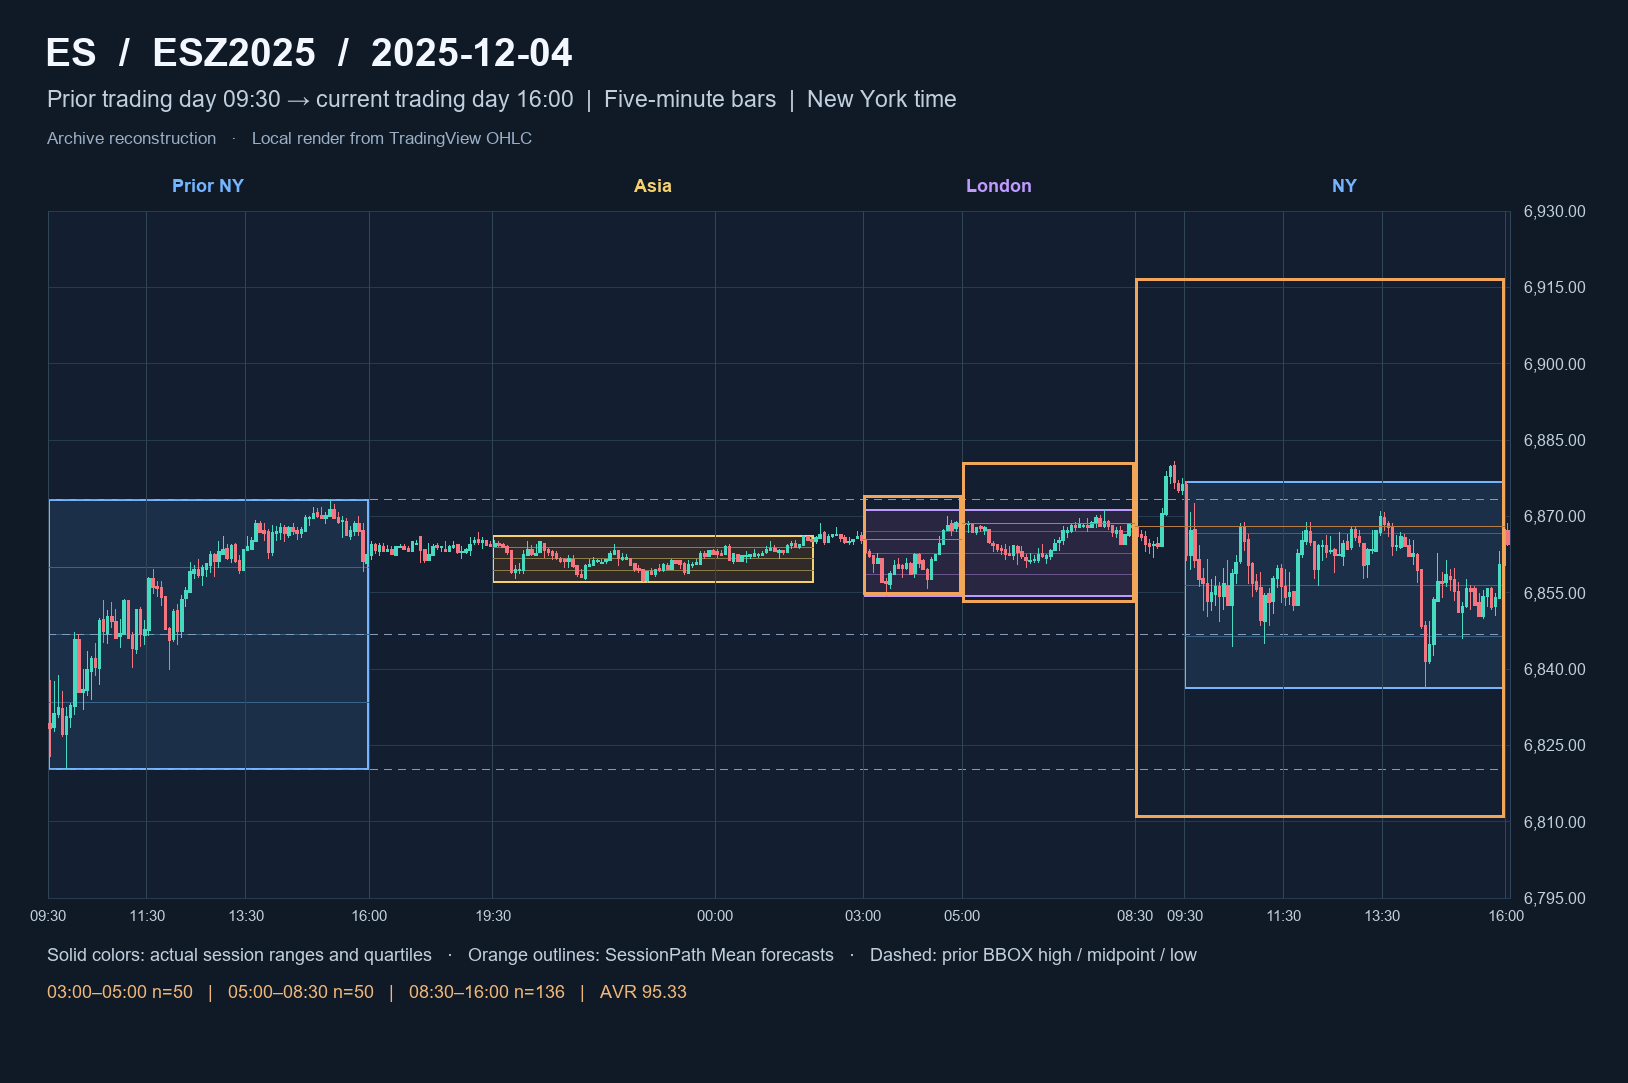 ES / ESZ2025 / 2025-12-04
Prior trading day 09:30 → current trading day 16:00 | Five-minute bars | New York time
Archive reconstruction · Local render from TradingView OHLC
Prior NY Asia London NY
6,930.00
6,915.00
6,900.00
6,885.00
6,870.00
6,855.00
6,840.00
6,825.00
6,810.00
6,795.00
09:30 11:30 13:30 16:00 19:30 00:00 03:00 05:00 08:30 09:30 11:30 13:30 16:00
Solid colors: actual session ranges and quartiles · Orange outlines: SessionPath Mean forecasts · Dashed: prior BBOX high / midpoint / low
03:00–05:00 n=50 | 05:00–08:30 n=50 | 08:30–16:00 n=136 | AVR 95.33